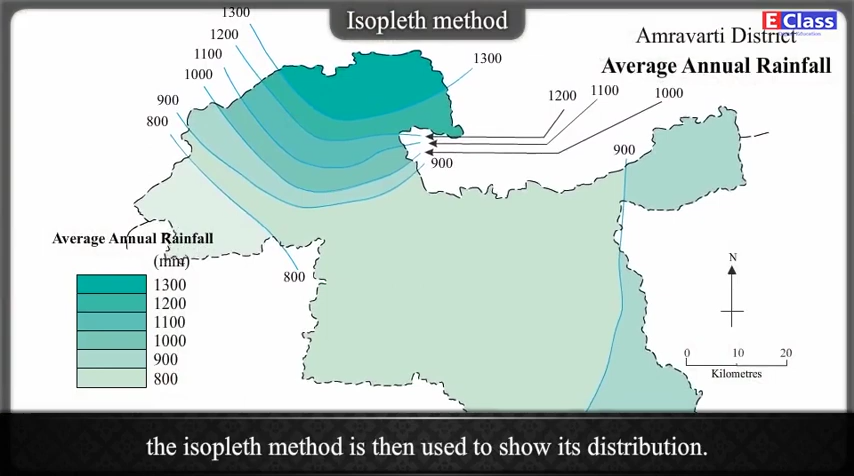 Isopleth method
E Class
Education
Amravarti District
Average Annual Rainfall
1300
1200
1100
1000
900
800
1300
1200
1100
1000
900
900
800
Average Annual Rainfall
(mm)
1300
1200
1100
1000
900
800
N
0 10 20
Kilometres
the isopleth method is then used to show its distribution.